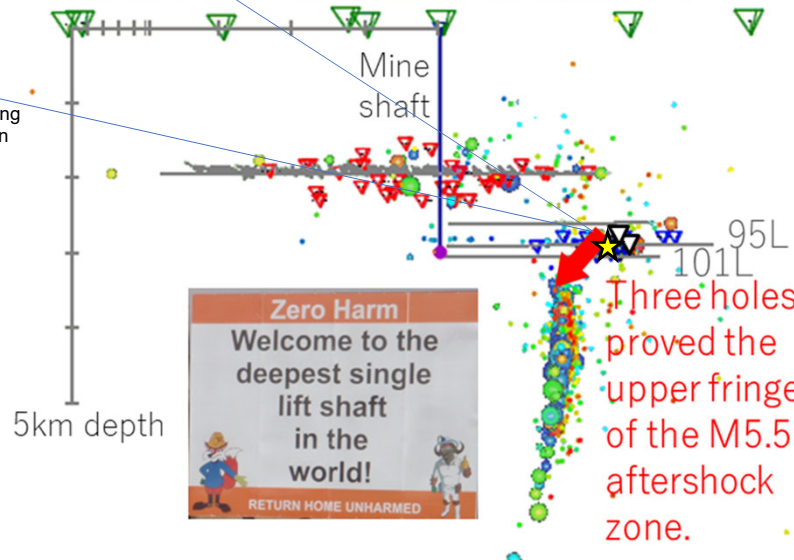 Mine
shaft
ng
n
95L
101L
5km depth
Zero Harm
Welcome to the
deepest single
lift shaft
in the
world!
RETURN HOME UNHARMED
Three holes
proved the
upper fringe
of the M5.5
aftershock
zone.